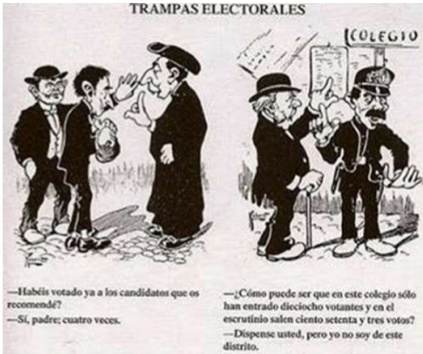 TRAMPAS ELECTORALES
COLEGIO
—Habéis votado ya a los candidatos que os
recomendé?
—Sí, padre; cuatro veces.
—¿Cómo puede ser que en este colegio sólo
han entrado dieciocho votantes y en el
escrutinio salen ciento setenta y tres votos?
—Dispense usted, pero yo no soy de este
distrito.